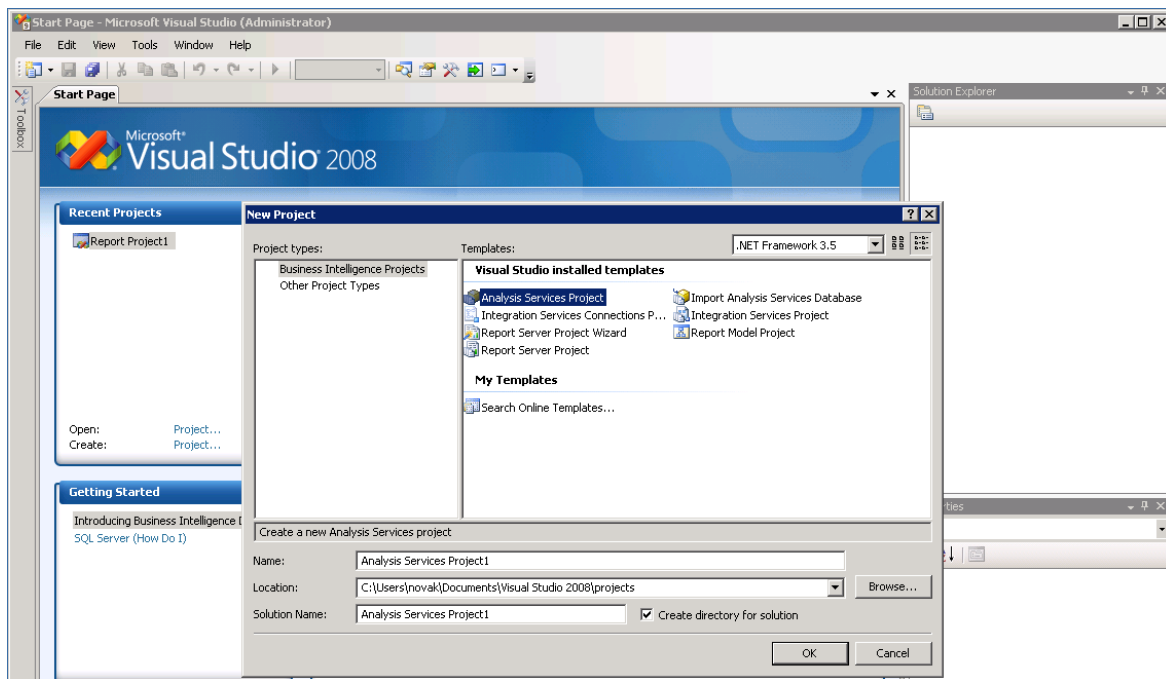 Start Page - Microsoft Visual Studio (Administrator)
File Edit View Tools Window Help
Toolbox
Start Page
Solution Explorer
Microsoft®
Visual Studio® 2008
Recent Projects
Report Project1
Open: Project...
Create: Project...
Getting Started
Introducing Business Intelligence
SQL Server (How Do I)
New Project
Project types:
Templates:
.NET Framework 3.5
Business Intelligence Projects
Other Project Types
Visual Studio installed templates
Analysis Services Project
Import Analysis Services Database
Integration Services Connections P...
Integration Services Project
Report Server Project Wizard
Report Model Project
Report Server Project
My Templates
Search Online Templates...
Create a new Analysis Services project
Name: Analysis Services Project1
Location: C:\Users\novak\Documents\Visual Studio 2008\projects
Browse...
Solution Name: Analysis Services Project1
Create directory for solution
OK
Cancel